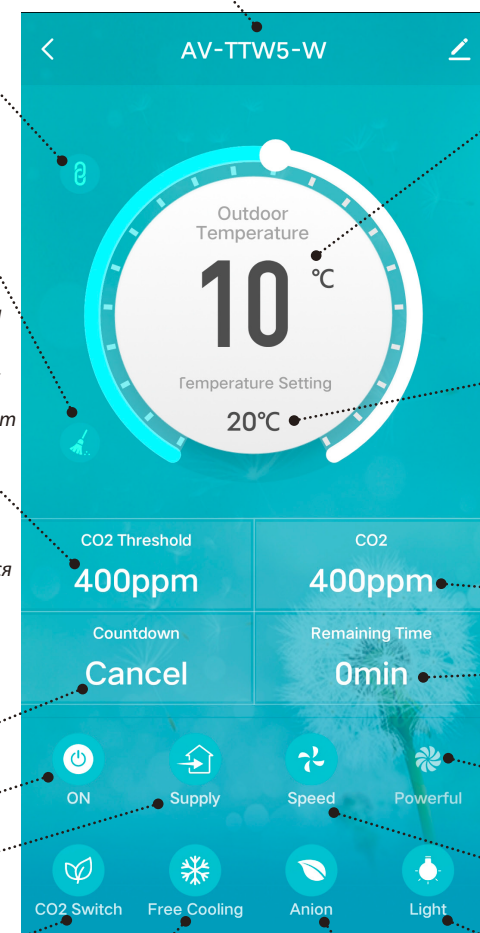 AV-TTW5-W
Outdoor
Temperature
10 °C
Temperature Setting
20°C
т
ся
CO2 Threshold
400ppm
CO2
400ppm
Countdown
Cancel
Remaining Time
0min
ON
Supply
Speed
Powerful
CO2 Switch
Free Cooling
Anion
Light